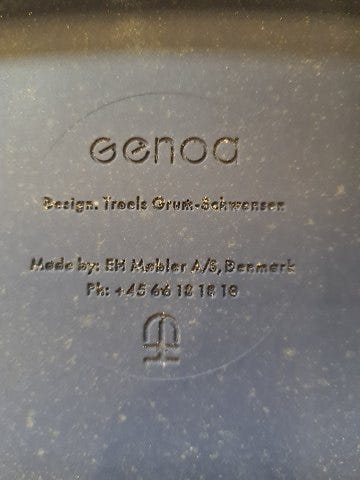 Genoa
Design: Troels Grum-Schwensen
Made by: EH Møbler A/S, Denmark
Ph: +45 66 18 18 18